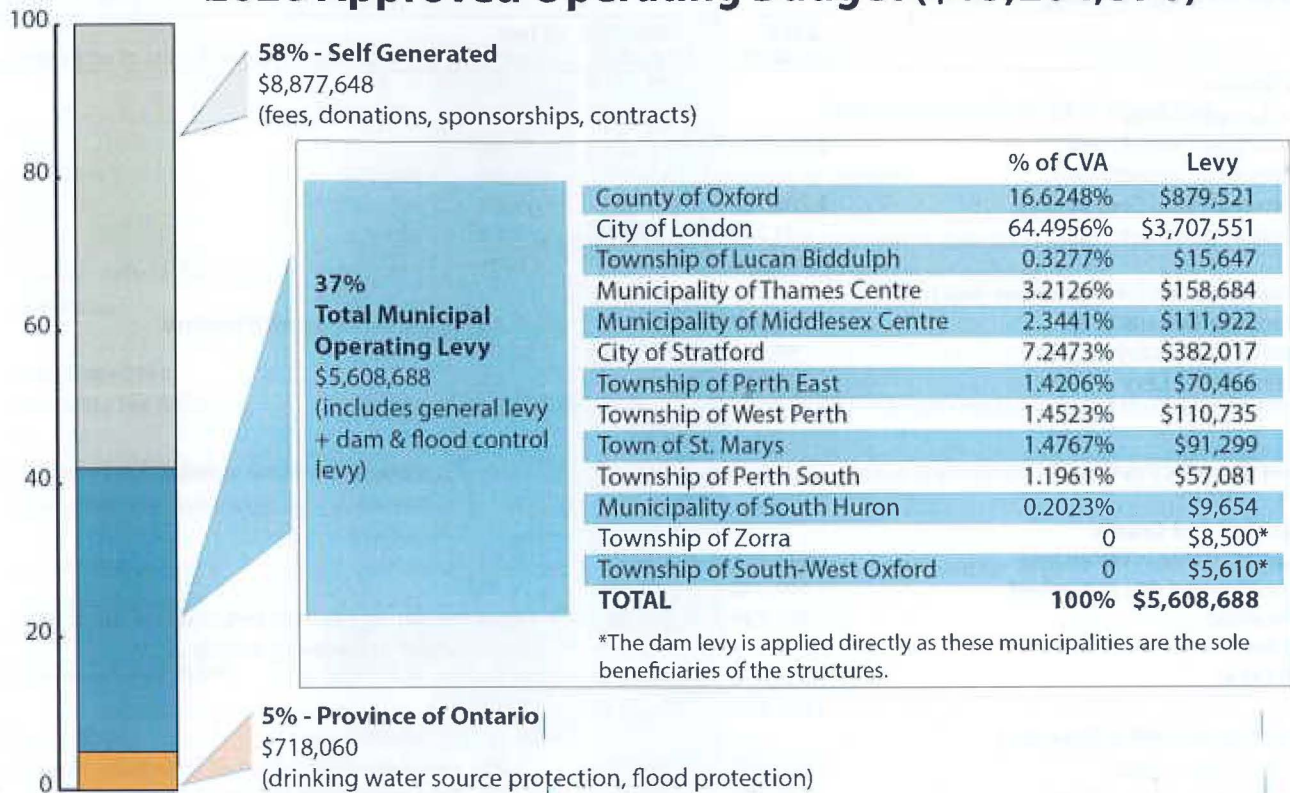 Approved Operating Budget
100
58% - Self Generated
$8,877,648
(fees, donations, sponsorships, contracts)
80
60
40
20
0
37%
Total Municipal
Operating Levy
$5,608,688
(includes general levy
+ dam & flood control
levy)
% of CVA Levy
County of Oxford 16.6248% $879,521
City of London 64.4956% $3,707,551
Township of Lucan Biddulph 0.3277% $15,647
Municipality of Thames Centre 3.2126% $158,684
Municipality of Middlesex Centre 2.3441% $111,922
City of Stratford 7.2473% $382,017
Township of Perth East 1.4206% $70,466
Township of West Perth 1.4523% $110,735
Town of St. Marys 1.4767% $91,299
Township of Perth South 1.1961% $57,081
Municipality of South Huron 0.2023% $9,654
Township of Zorra 0 $8,500*
Township of South-West Oxford 0 $5,610*
TOTAL 100% $5,608,688
*The dam levy is applied directly as these municipalities are the sole
beneficiaries of the structures.
5% - Province of Ontario
$718,060
(drinking water source protection, flood protection)